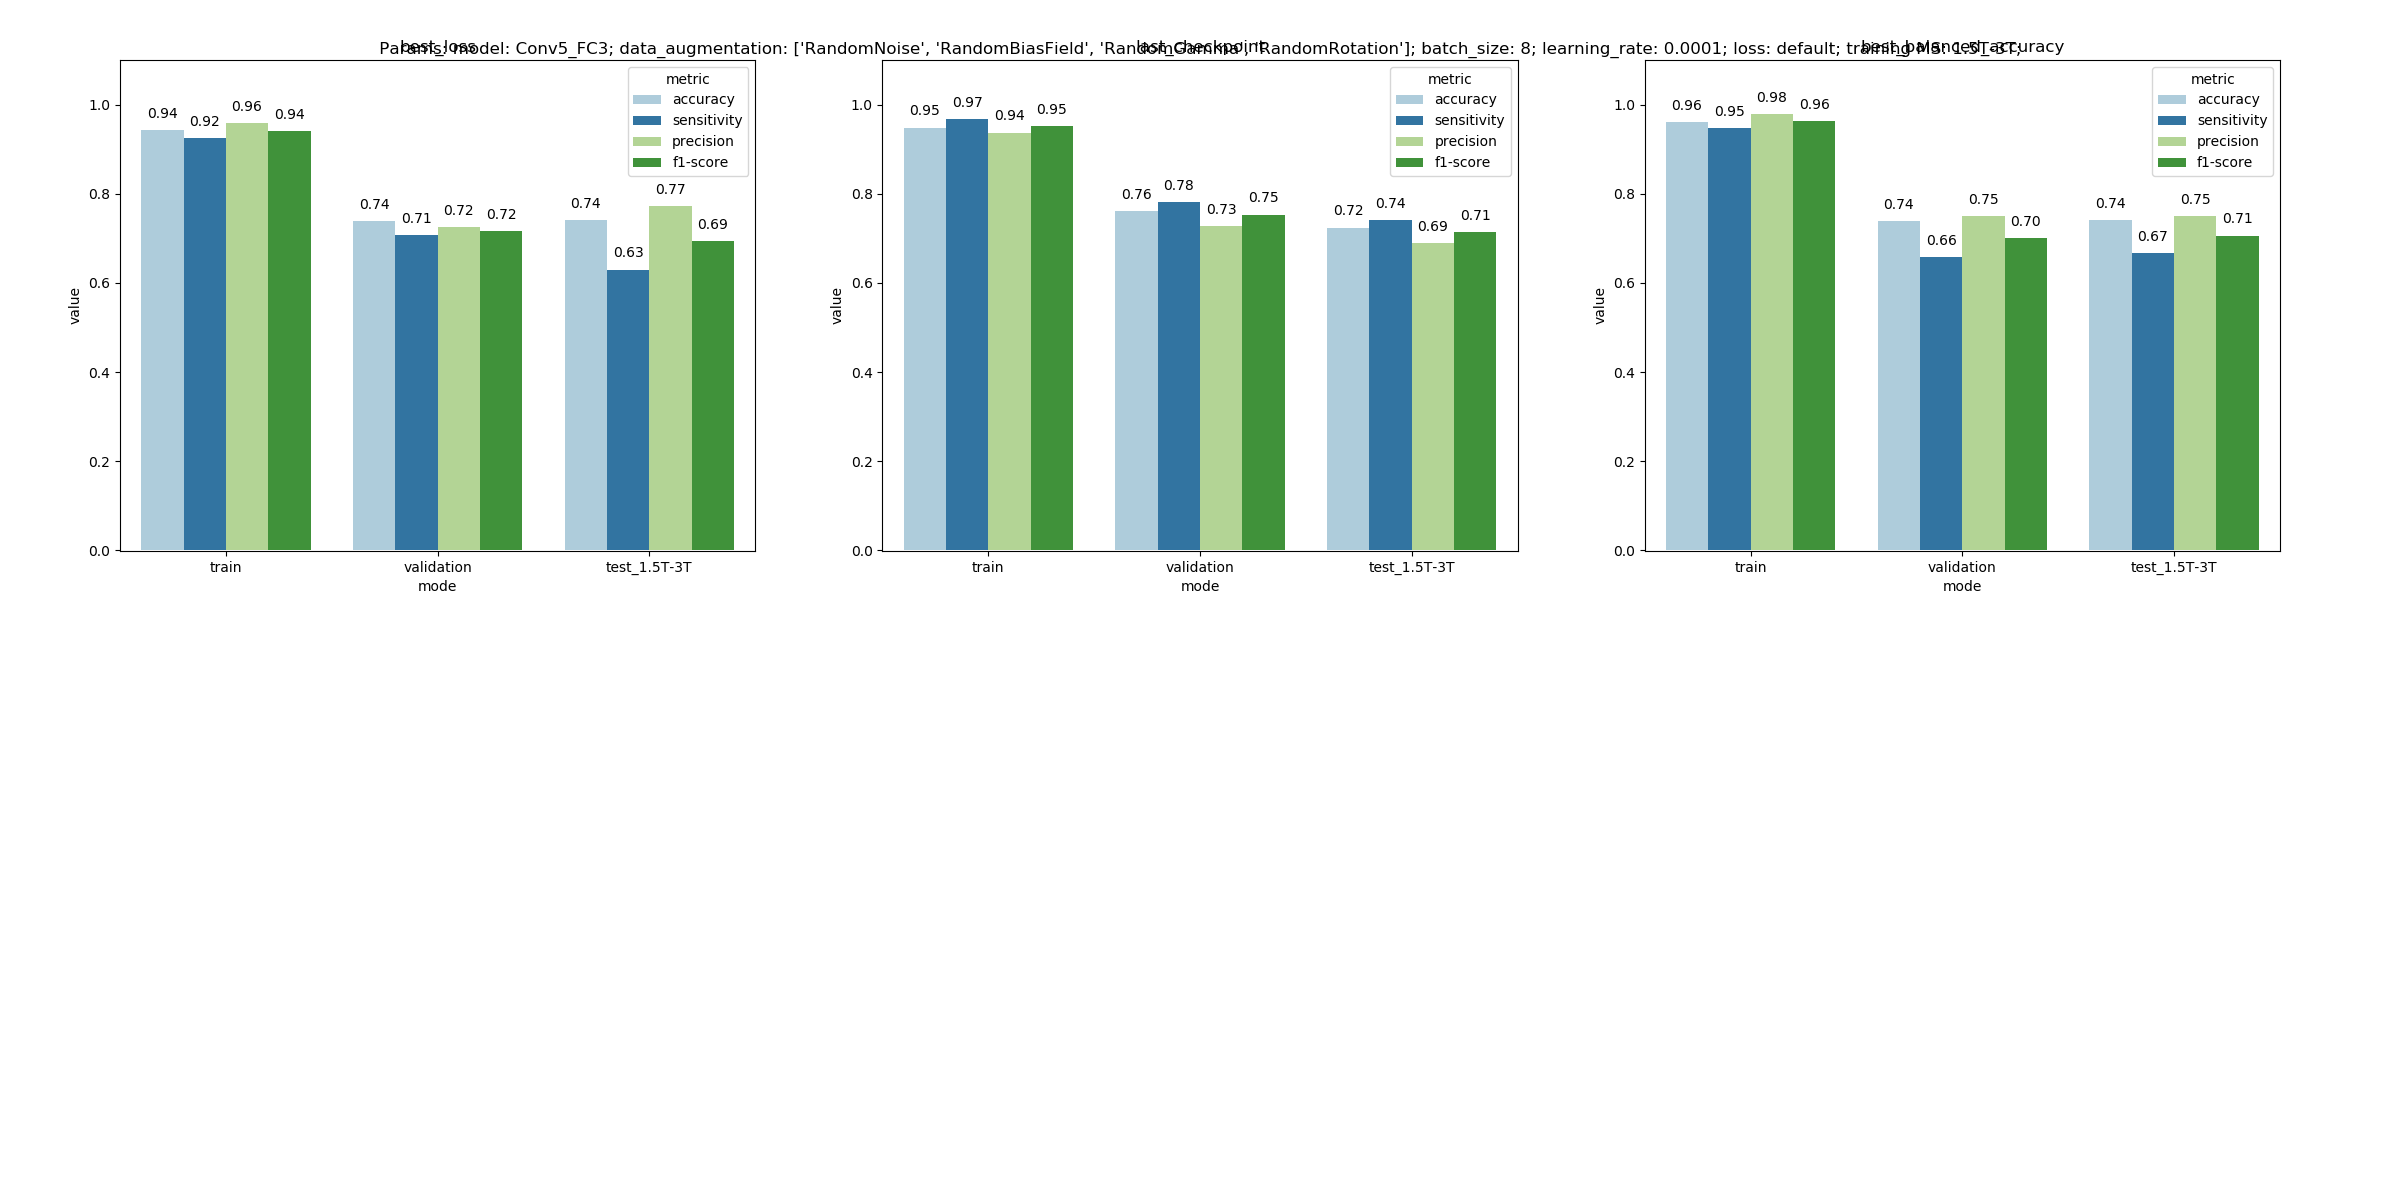 Params: model: Conv5_FC3; data_augmentation: ['RandomNoise', 'RandomBiasField', 'RandomGamma', 'RandomRotation']; batch_size: 8; learning_rate: 0.0001; loss: default; training MS: 1.5T-3T;
best_loss
metric
accuracy
sensitivity
precision
f1-score
0.94
0.92
0.96
0.94
0.74
0.71
0.72
0.72
0.74
0.63
0.77
0.69
1.0
0.8
0.6
0.4
0.2
0.0
value
train
validation
test_1.5T-3T
mode
last_checkpoint
metric
accuracy
sensitivity
precision
f1-score
0.95
0.97
0.94
0.95
0.76
0.78
0.73
0.75
0.72
0.74
0.69
0.71
1.0
0.8
0.6
0.4
0.2
0.0
value
train
validation
test_1.5T-3T
mode
best_balanced_accuracy
metric
accuracy
sensitivity
precision
f1-score
0.96
0.95
0.98
0.96
0.74
0.66
0.75
0.70
0.74
0.67
0.75
0.71
1.0
0.8
0.6
0.4
0.2
0.0
value
train
validation
test_1.5T-3T
mode